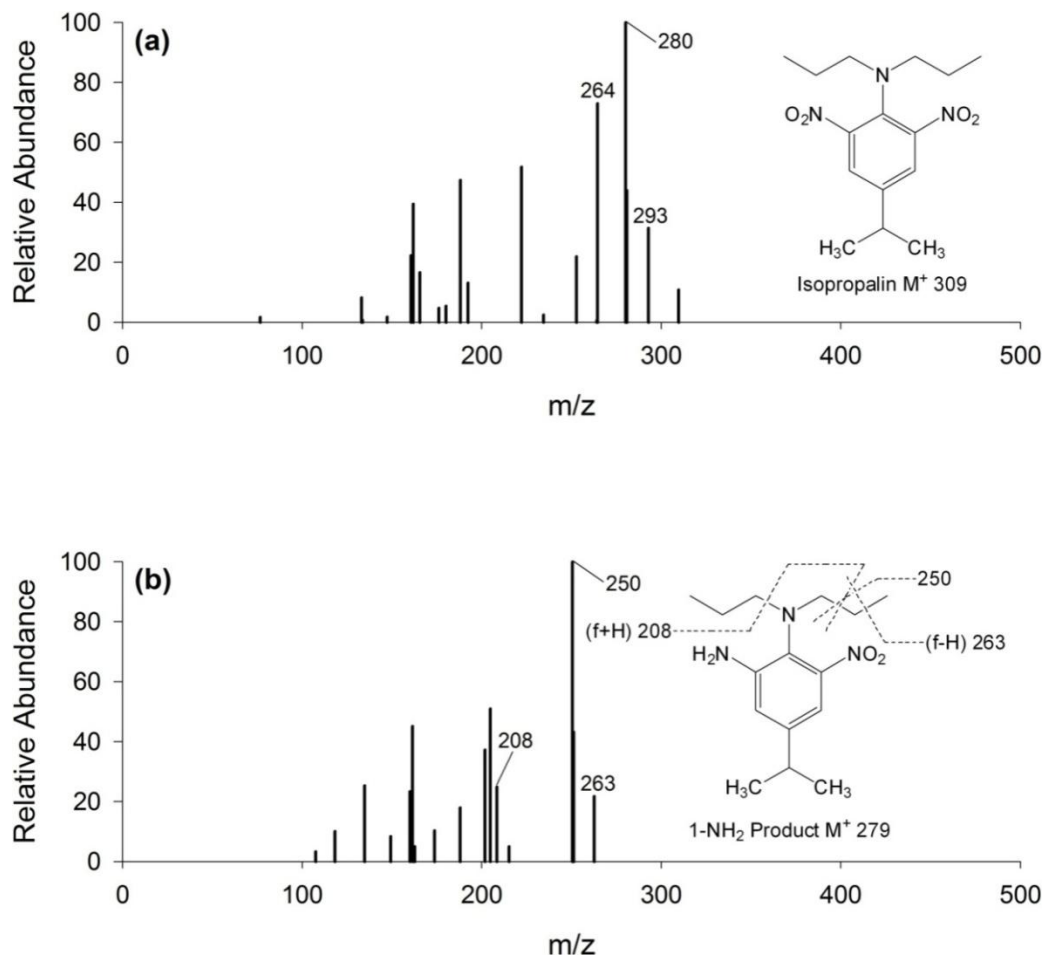 (a)
Relative Abundance
100
80
60
40
20
0
280
264
293
N
O₂N
NO₂
H₃C
CH₃
Isopropalin M⁺ 309
0 100 200 300 400 500
m/z
(b)
Relative Abundance
100
80
60
40
20
0
250
208
263
250
(f+H) 208
(f-H) 263
N
H₂N
NO₂
H₃C
CH₃
1-NH₂ Product M⁺ 279
0 100 200 300 400 500
m/z